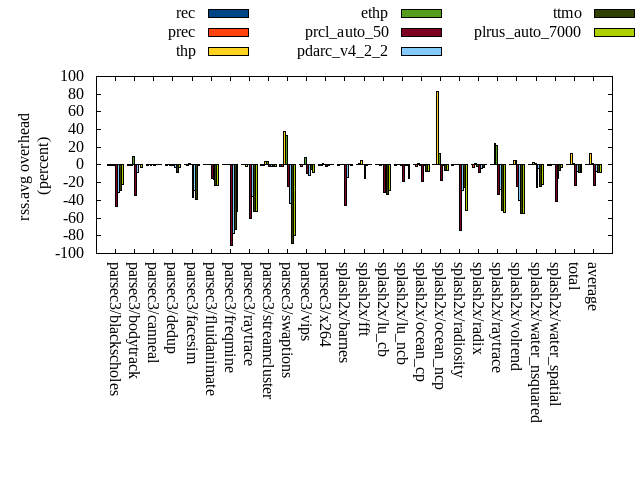 rec ethp ttmo
prec prcl_auto_50 plrus_auto_7000
thp pdarc_v4_2_2
rss.avg overhead
(percent)
100
80
60
40
20
0
-20
-40
-60
-80
-100
parsec3/blackscholes
parsec3/bodytrack
parsec3/canneal
parsec3/dedup
parsec3/facesim
parsec3/fluidanimate
parsec3/freqmine
parsec3/raytrace
parsec3/streamcluster
parsec3/swaptions
parsec3/vips
parsec3/x264
splash2x/barnes
splash2x/fft
splash2x/lu_cb
splash2x/lu_ncb
splash2x/ocean_cp
splash2x/ocean_ncp
splash2x/radiosity
splash2x/radix
splash2x/raytrace
splash2x/volrend
splash2x/water_nsquared
splash2x/water_spatial
total
average